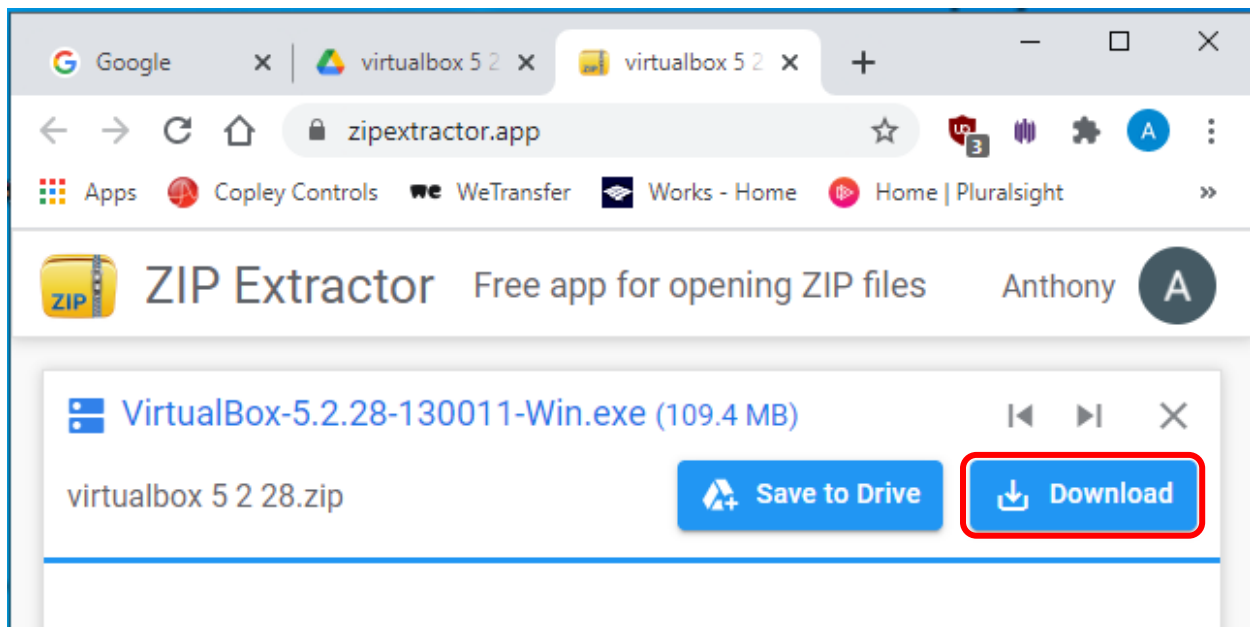 Google virtualbox 5 2 virtualbox 5 2
zipextractor.app 3 A
Apps Copley Controls we WeTransfer Works - Home Home | Pluralsight »
ZIP ZIP Extractor Free app for opening ZIP files Anthony A
VirtualBox-5.2.28-130011-Win.exe (109.4 MB)
virtualbox 5 2 28.zip Save to Drive Download